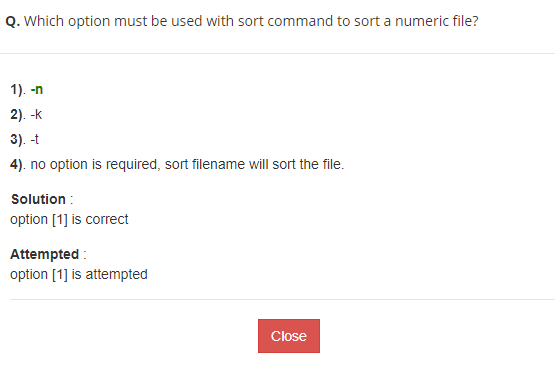 Q. Which option must be used with sort command to sort a numeric file?
1). -n
2). -k
3). -t
4). no option is required, sort filename will sort the file.
Solution :
option [1] is correct
Attempted :
option [1] is attempted
Close